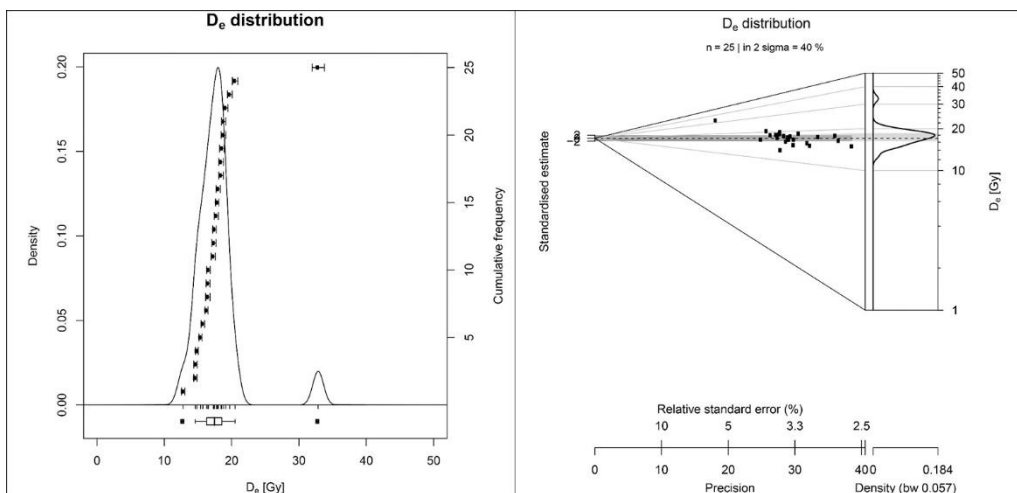 De distribution
Density
0.00
0.05
0.10
0.15
0.20
Cumulative frequency
5
10
15
20
25
0 10 20 30 40 50
De [Gy]
De distribution
n = 25 | in 2 sigma = 40 %
Standardised estimate
50
40
30
20
10
1
De [Gy]
Relative standard error (%)
10 5 3.3 2.5
0 10 20 30 40 0 0.184
Precision Density (bw 0.057)